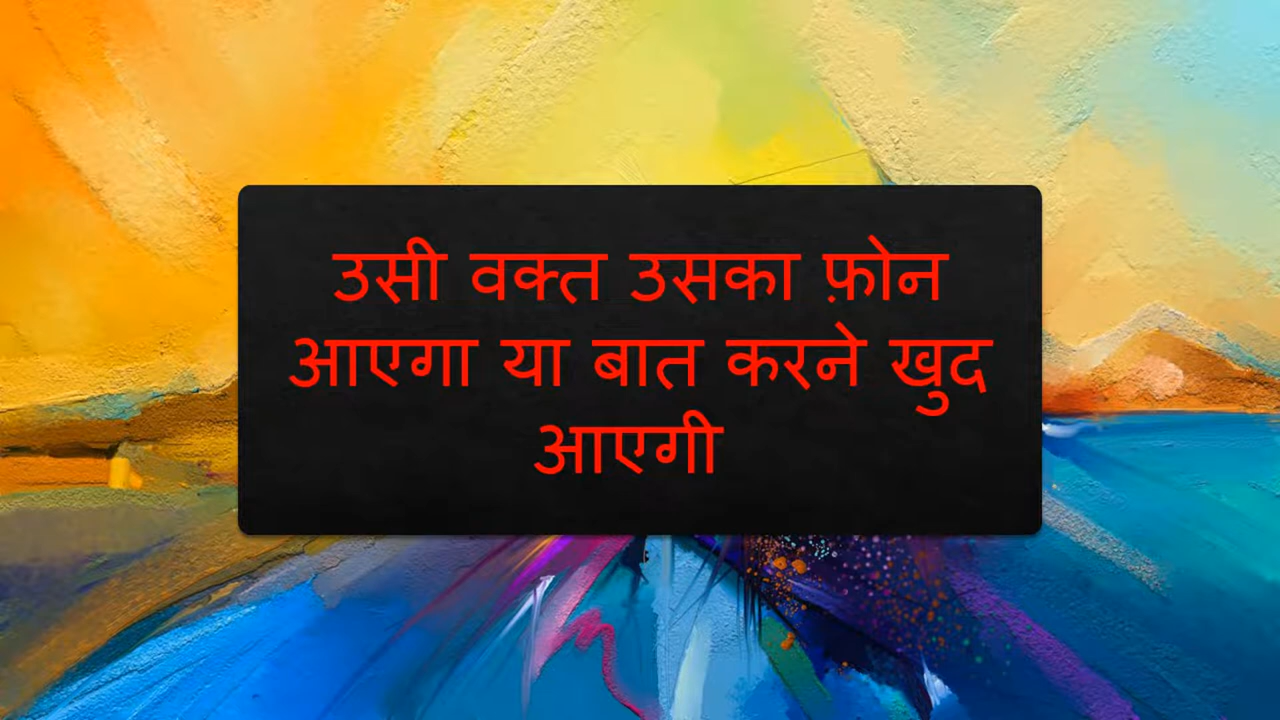 उसी वक्त उसका फ़ोन
आएगा या बात करने खुद
आएगी